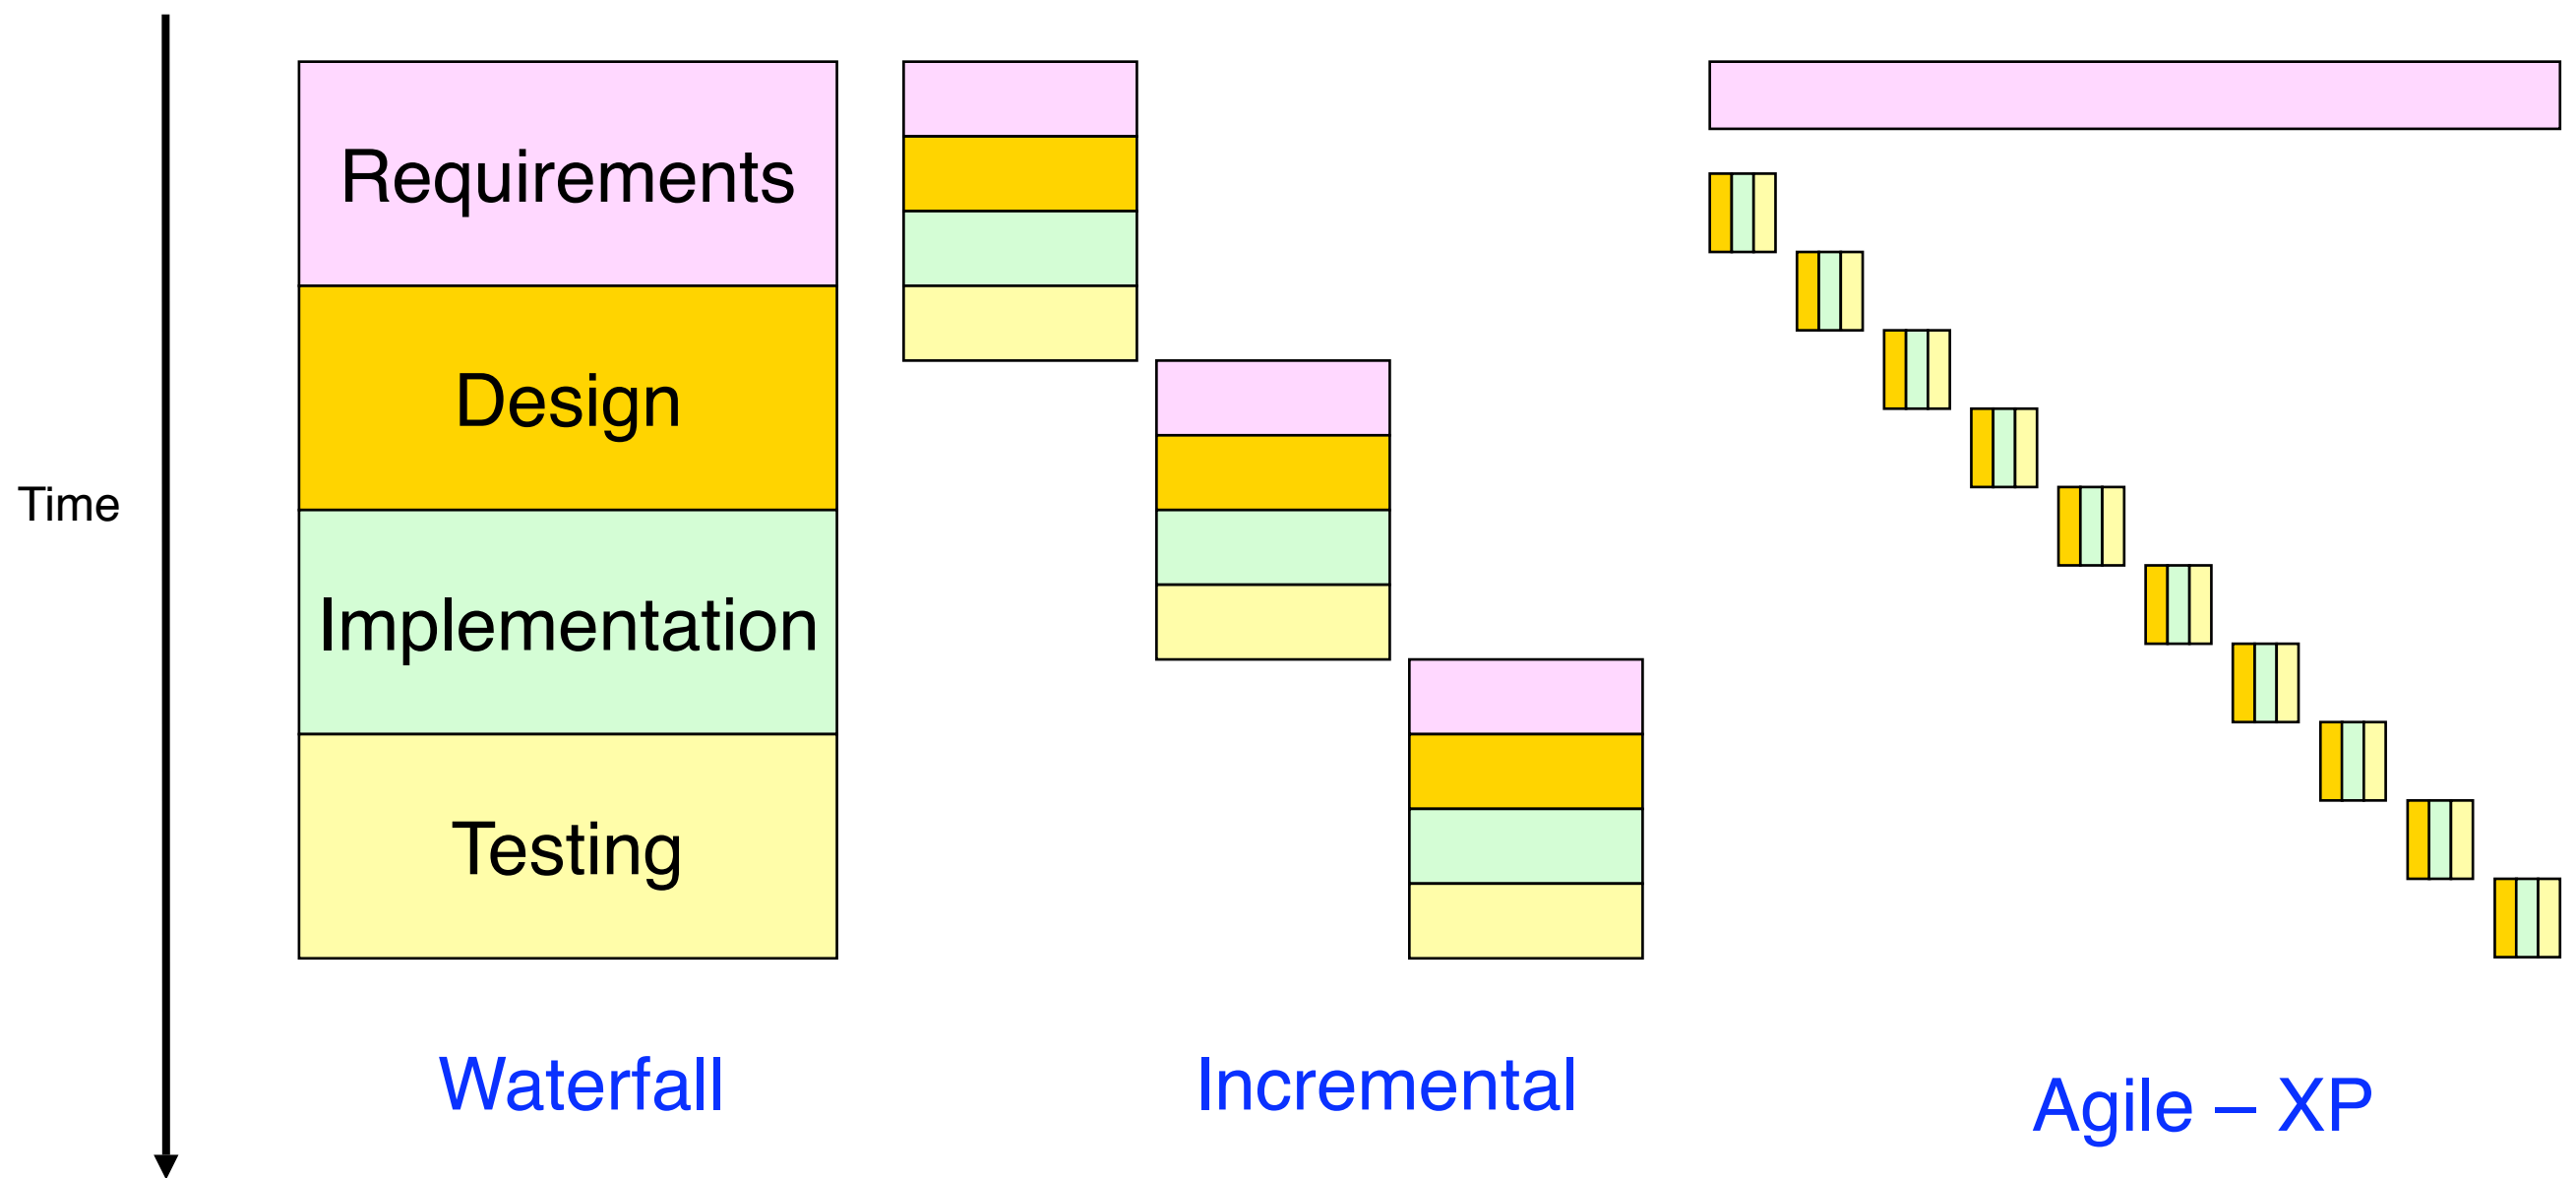 Time
Requirements
Design
Implementation
Testing
Waterfall
Incremental
Agile – XP